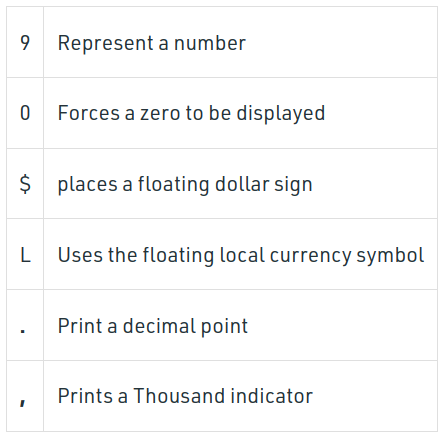 9 Represent a number
0 Forces a zero to be displayed
$ places a floating dollar sign
L Uses the floating local currency symbol
. Print a decimal point
, Prints a Thousand indicator